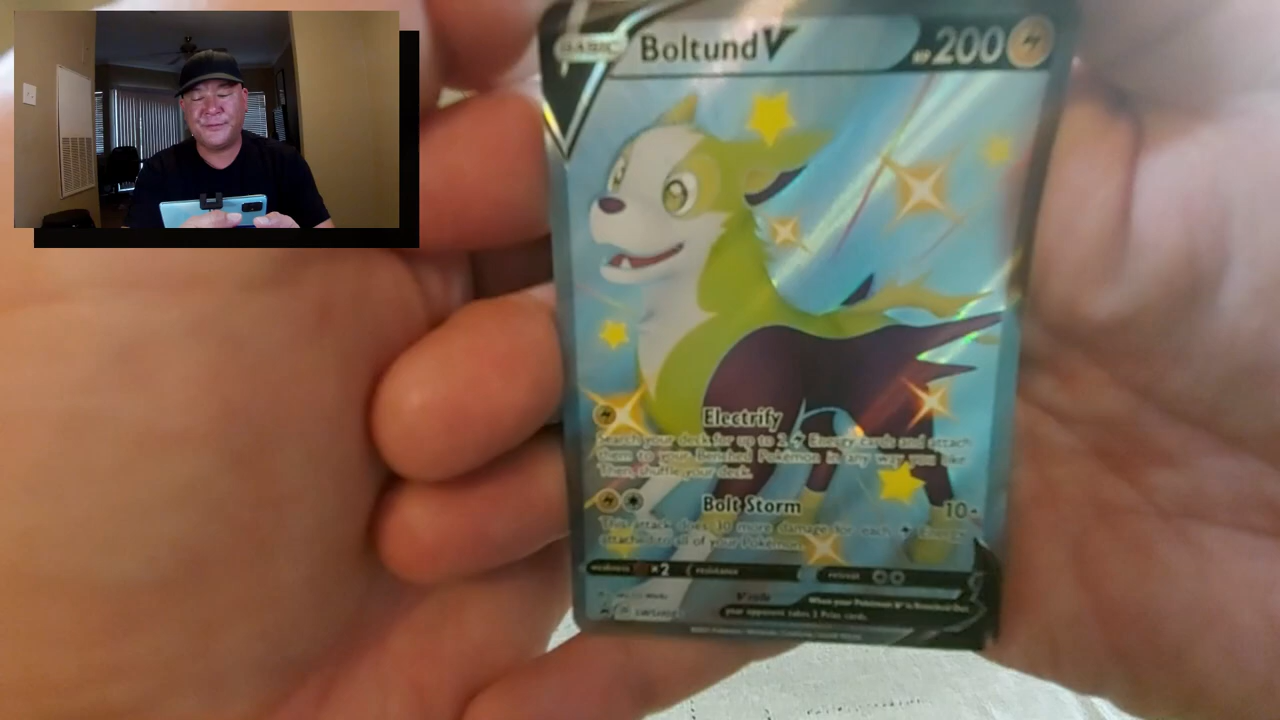 BASIC Boltund V HP 200
Electrify
Search your deck for up to 2 Energy cards and attach
them to your Benched Pokémon in any way you like.
Then, shuffle your deck.
Bolt Storm 10+
This attack does 30 more damage for each Energy
attached to all of your Pokémon.
weakness ×2 resistance retreat
V rule When your Pokémon V is Knocked Out,
your opponent takes 2 Prize cards.